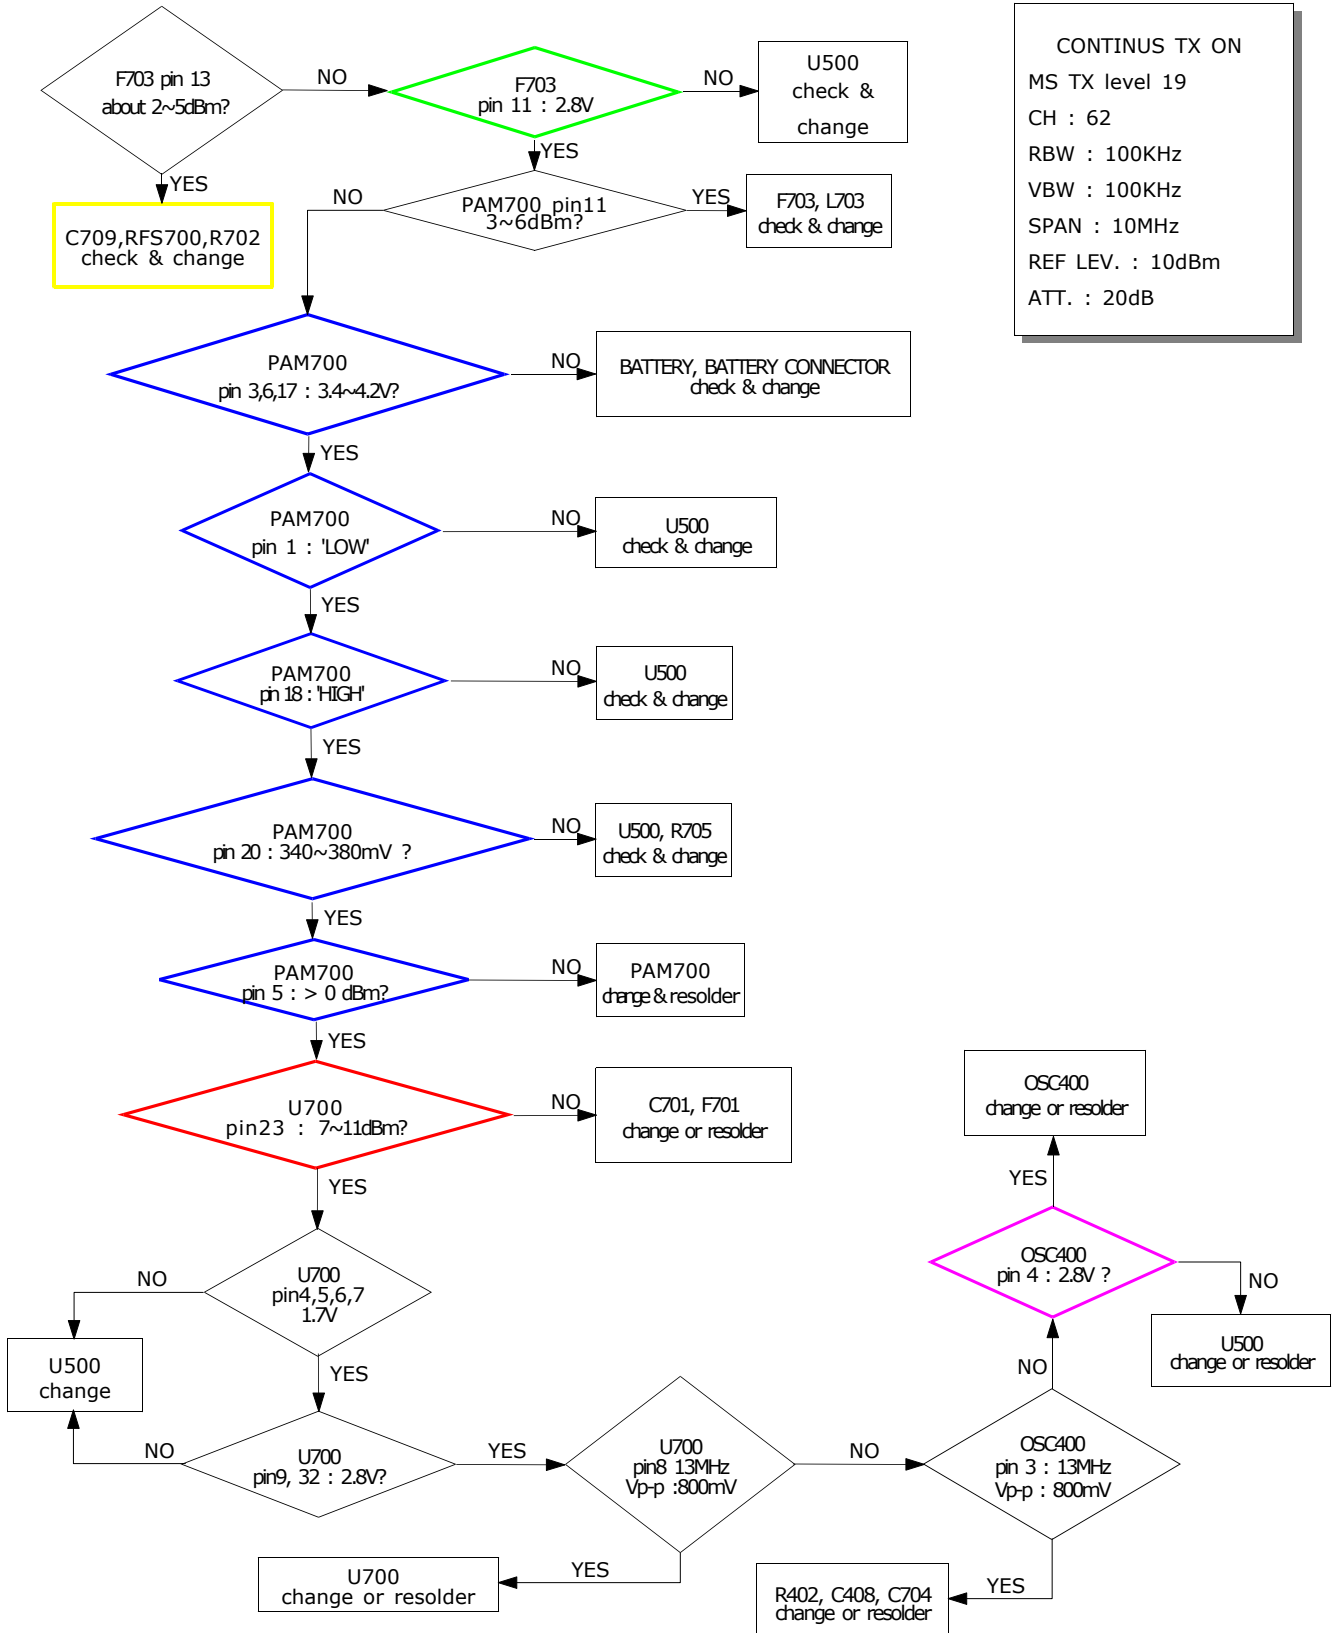 F703 pin 13
about 2~5dBm?
NO
F703
pin 11 : 2.8V
NO
U500
check &
change
CONTINUS TX ON
MS TX level 19
CH : 62
RBW : 100KHz
VBW : 100KHz
SPAN : 10MHz
REF LEV. : 10dBm
ATT. : 20dB
YES
YES
C709,RFS700,R702
check & change
NO
PAM700 pin11
3~6dBm?
YES
F703, L703
check & change
PAM700
pin 3,6,17 : 3.4~4.2V?
NO
BATTERY, BATTERY CONNECTOR
check & change
YES
PAM700
pin 1 : 'LOW'
NO
U500
check & change
YES
PAM700
pin 18 : 'HIGH'
NO
U500
check & change
YES
PAM700
pin 20 : 340~380mV ?
NO
U500, R705
check & change
YES
PAM700
pin 5 : > 0 dBm?
NO
PAM700
change & resolder
YES
U700
pin23 : 7~11dBm?
NO
C701, F701
change or resolder
OSC400
change or resolder
YES
YES
U700
pin4,5,6,7
1.7V
NO
OSC400
pin 4 : 2.8V ?
NO
U500
change or resolder
U500
change
YES
NO
U700
pin9, 32 : 2.8V?
NO
YES
U700
pin8 13MHz
Vp-p :800mV
NO
OSC400
pin 3 : 13MHz
Vp-p : 800mV
YES
U700
change or resolder
YES
R402, C408, C704
change or resolder